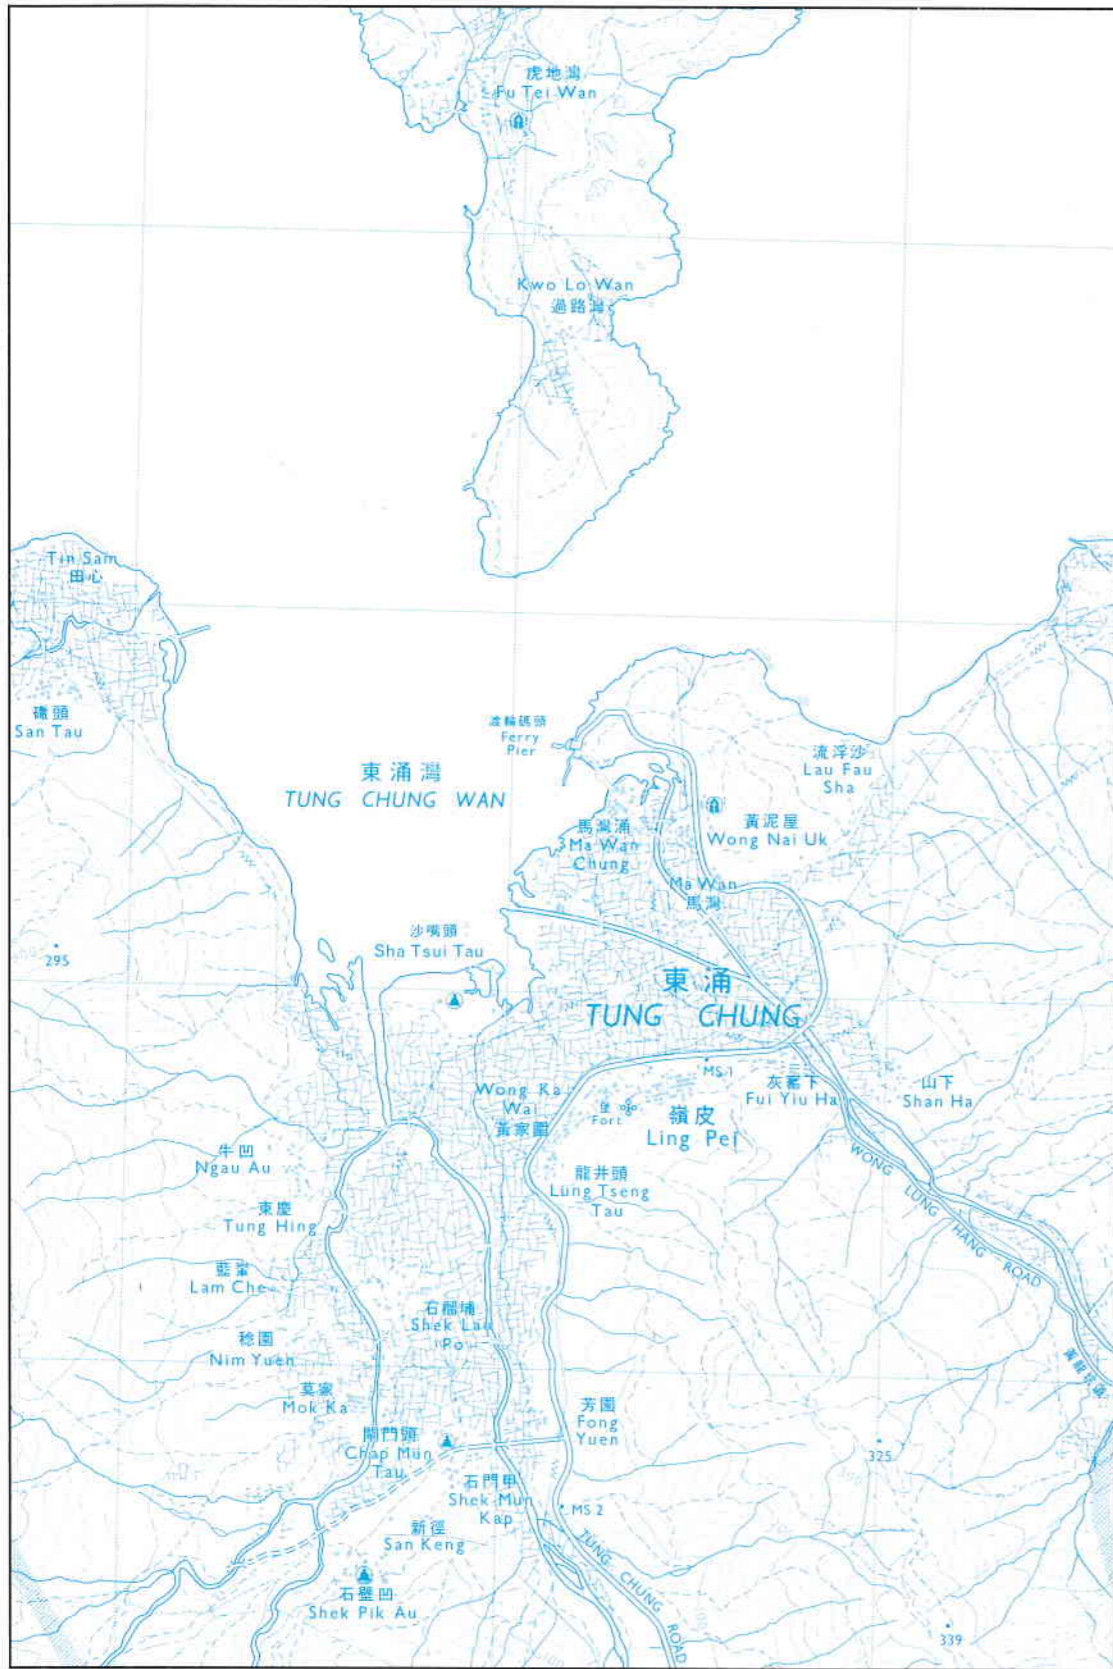 虎地灣
Fu Tei Wan
Kwo Lo Wan
過路灣
Tin Sam
田心
磡頭
San Tau
渡輪碼頭
Ferry
Pier
東涌灣
TUNG CHUNG WAN
流浮沙
Lau Fau
Sha
馬灣涌
Ma Wan
Chung
黃泥屋
Wong Nai Uk
Ma Wan
馬灣
295
沙嘴頭
Sha Tsui Tau
東涌
TUNG CHUNG
MS 1
Wong Ka
Wai
黃家圍
堡
Fort
嶺皮
Ling Pei
灰窰下
Fui Yiu Ha
山下
Shan Ha
牛凹
Ngau Au
龍井頭
Lung Tseng
Tau
WONG LUNG HANG ROAD
黃龍坑道
東慶
Tung Hing
藍輋
Lam Che
石榴埔
Shek Lau
Po
稔園
Nim Yuen
莫家
Mok Ka
芳園
Fong
Yuen
閘門頭
Chap Mun
Tau
325
石門甲
Shek Mun
Kap
MS 2
新徑
San Keng
TUNG CHUNG ROAD
石壁凹
Shek Pik Au
339